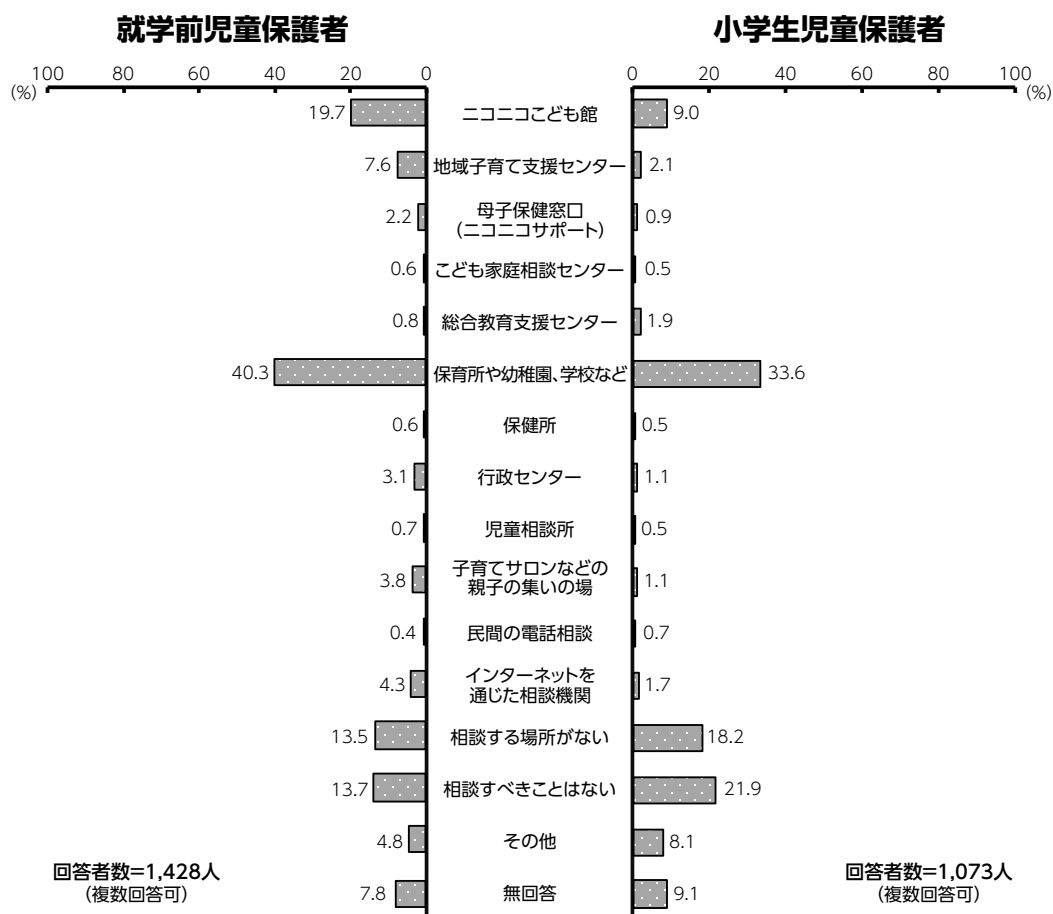 就学前児童保護者 小学生児童保護者
100 80 60 40 20 0 0 20 40 60 80 100
(%) (%)
19.7 ニコニコこども館 9.0
7.6 地域子育て支援センター 2.1
2.2 母子保健窓口
(ニコニコサポート) 0.9
0.6 こども家庭相談センター 0.5
0.8 総合教育支援センター 1.9
40.3 保育所や幼稚園、学校など 33.6
0.6 保健所 0.5
3.1 行政センター 1.1
0.7 児童相談所 0.5
3.8 子育てサロンなどの
親子の集いの場 1.1
0.4 民間の電話相談 0.7
4.3 インターネットを
通じた相談機関 1.7
13.5 相談する場所がない 18.2
13.7 相談すべきことはない 21.9
4.8 その他 8.1
7.8 無回答 9.1
回答者数=1,428人
(複数回答可)
回答者数=1,073人
(複数回答可)